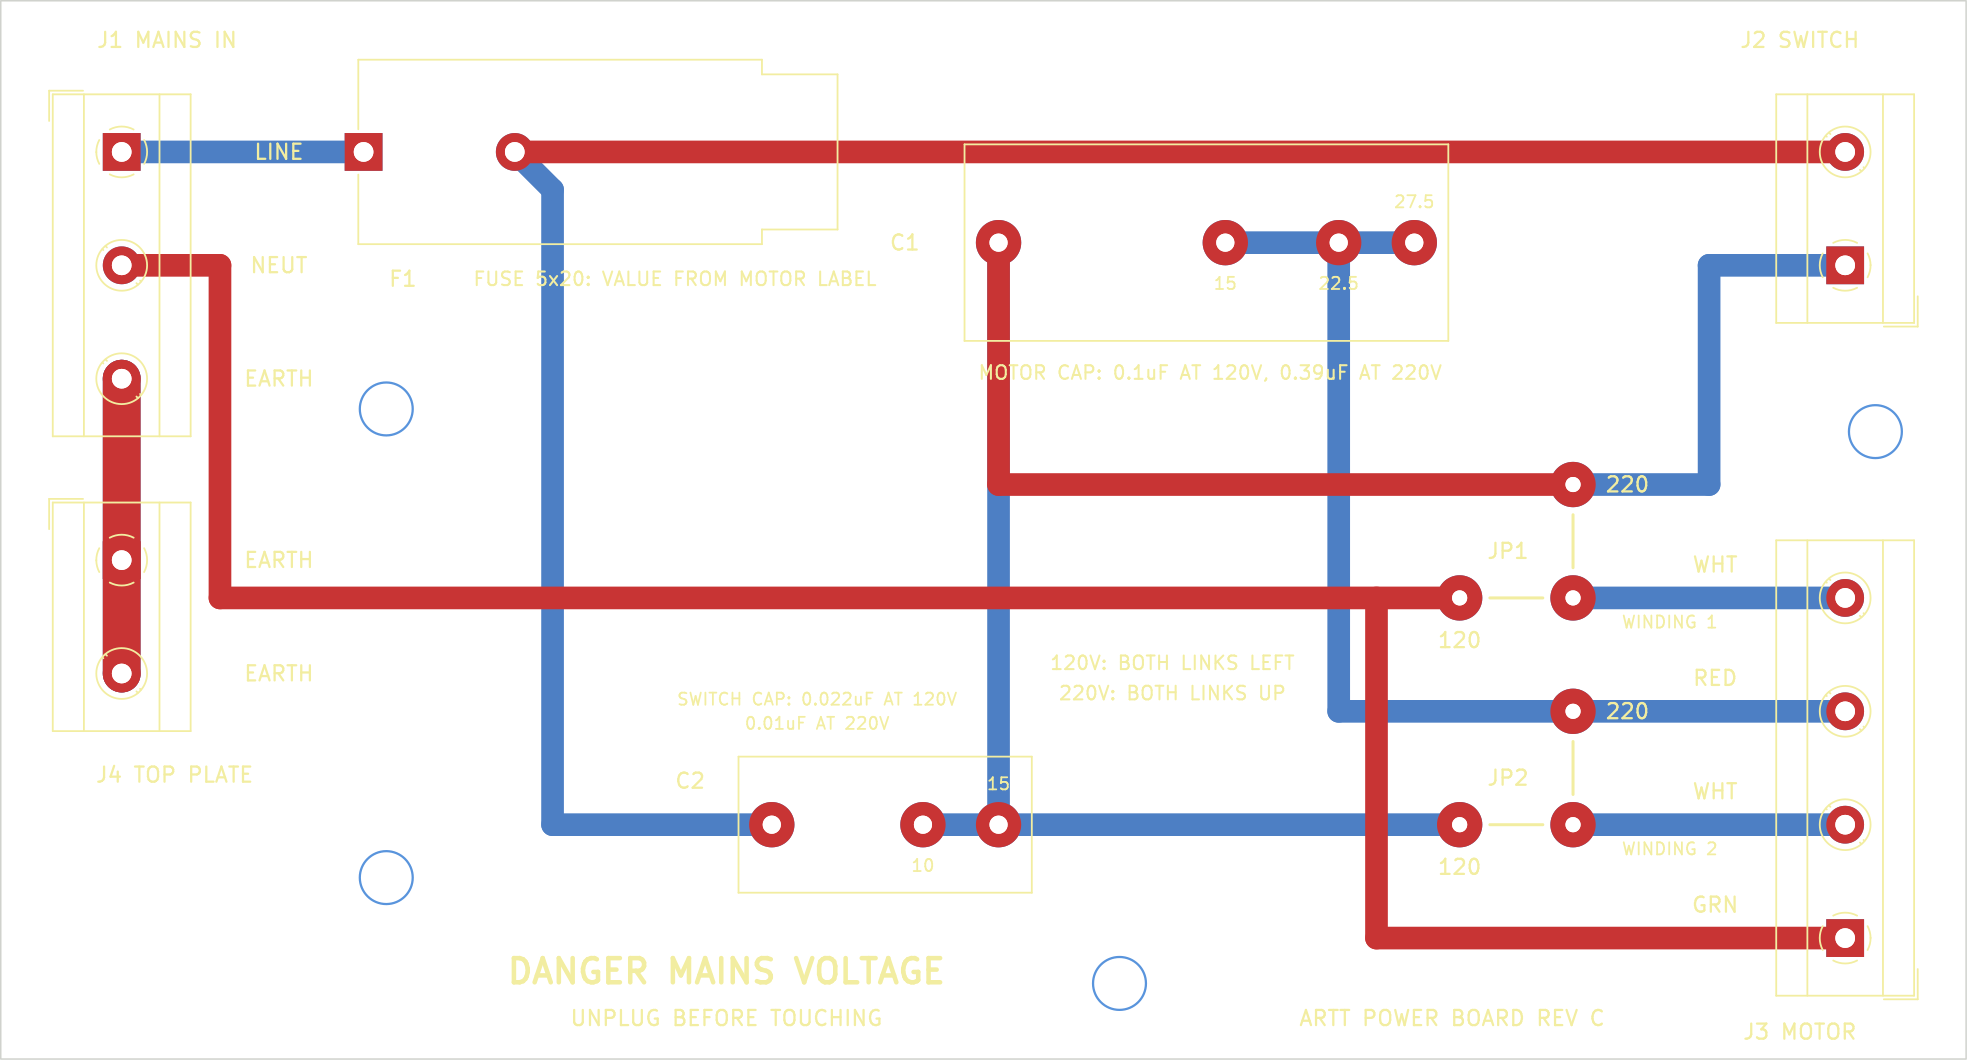 J1 MAINS IN
J2 SWITCH
LINE
27.5
C1
NEUT
F1
FUSE 5x20: VALUE FROM MOTOR LABEL
15
22.5
MOTOR CAP: 0.1uF AT 120V, 0.39uF AT 220V
EARTH
220
JP1
EARTH
WHT
WINDING 1
120
120V: BOTH LINKS LEFT
EARTH
RED
220V: BOTH LINKS UP
SWITCH CAP: 0.022uF AT 120V
0.01uF AT 220V
220
J4 TOP PLATE
C2
15
JP2
WHT
WINDING 2
10
120
GRN
DANGER MAINS VOLTAGE
UNPLUG BEFORE TOUCHING
ARTT POWER BOARD REV C
J3 MOTOR